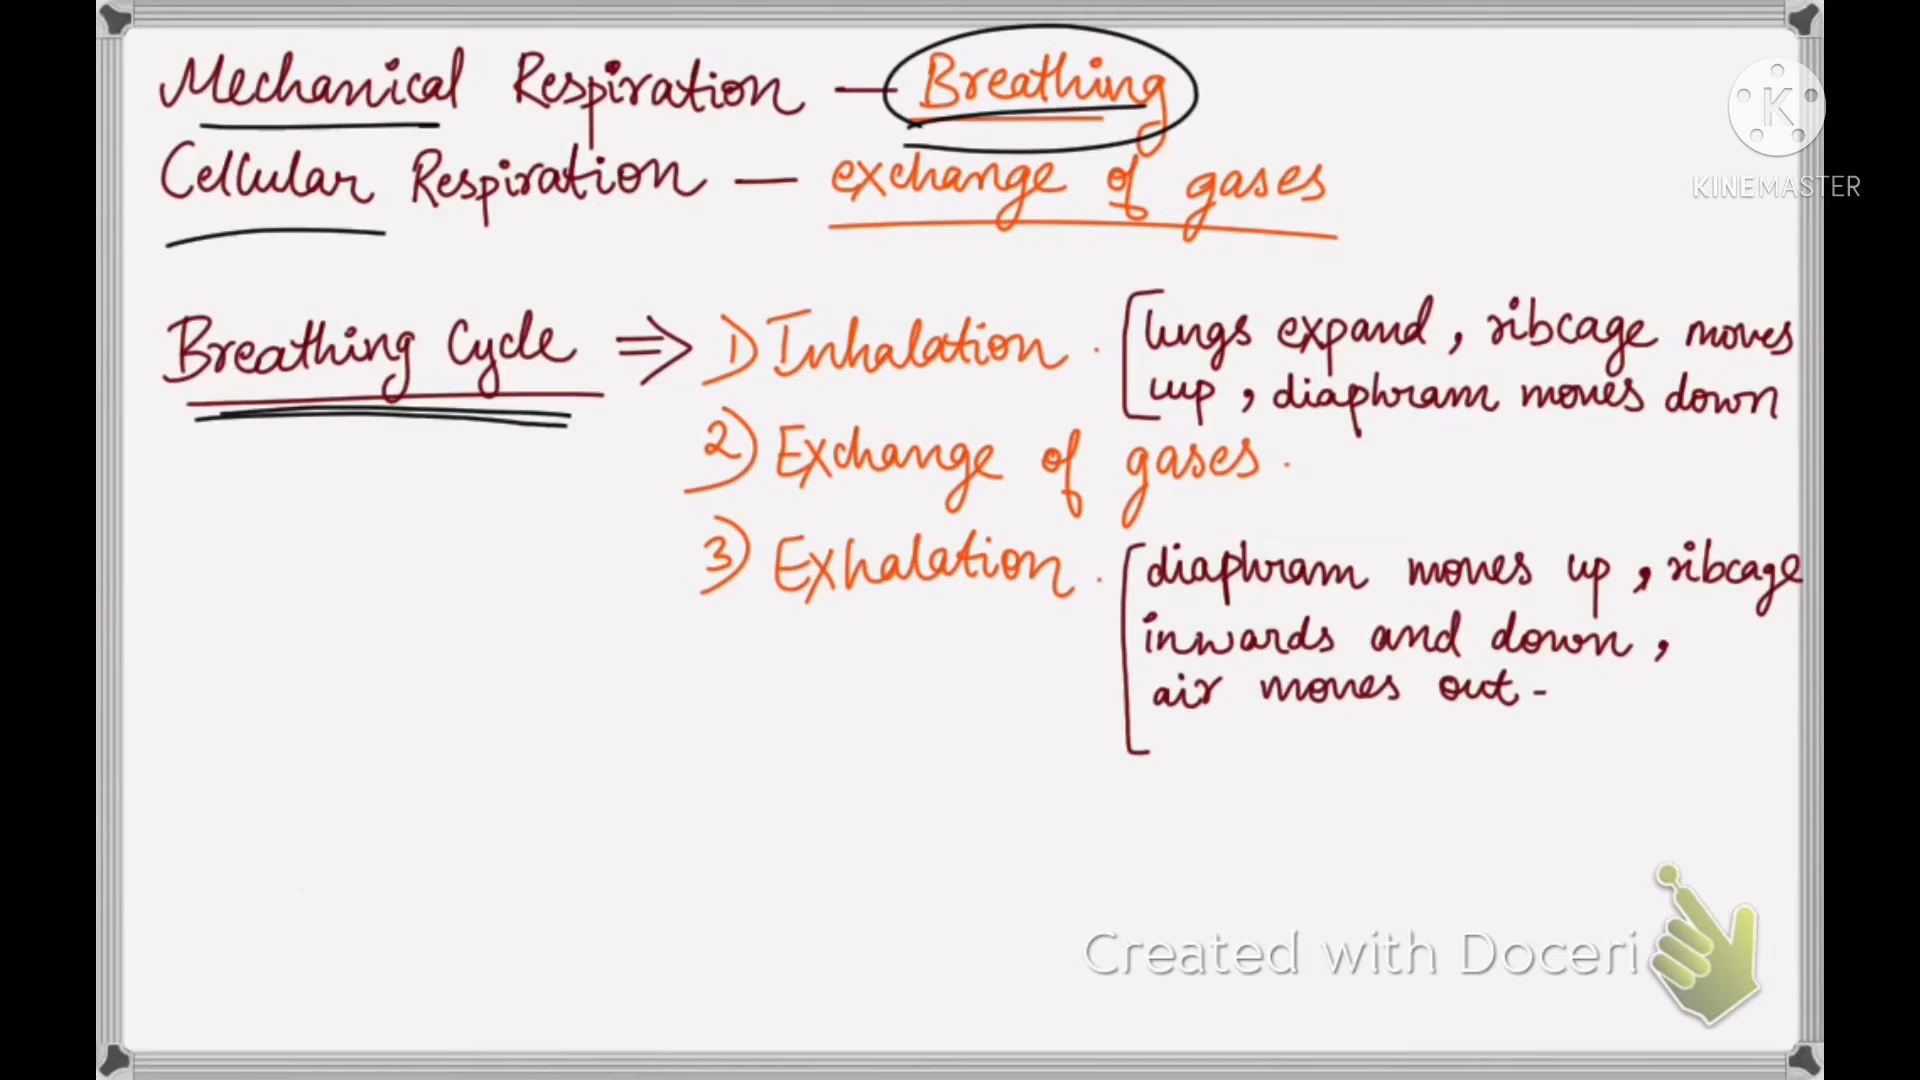 Mechanical Respiration — Breathing
Cellular Respiration — exchange of gases
Breathing Cycle ⇒ 1) Inhalation . [lungs expand, ribcage moves
up, diaphram moves down
2) Exchange of gases .
3) Exhalation . [diaphram moves up, ribcage
inwards and down,
air moves out -
K
KINEMASTER
Created with Doceri